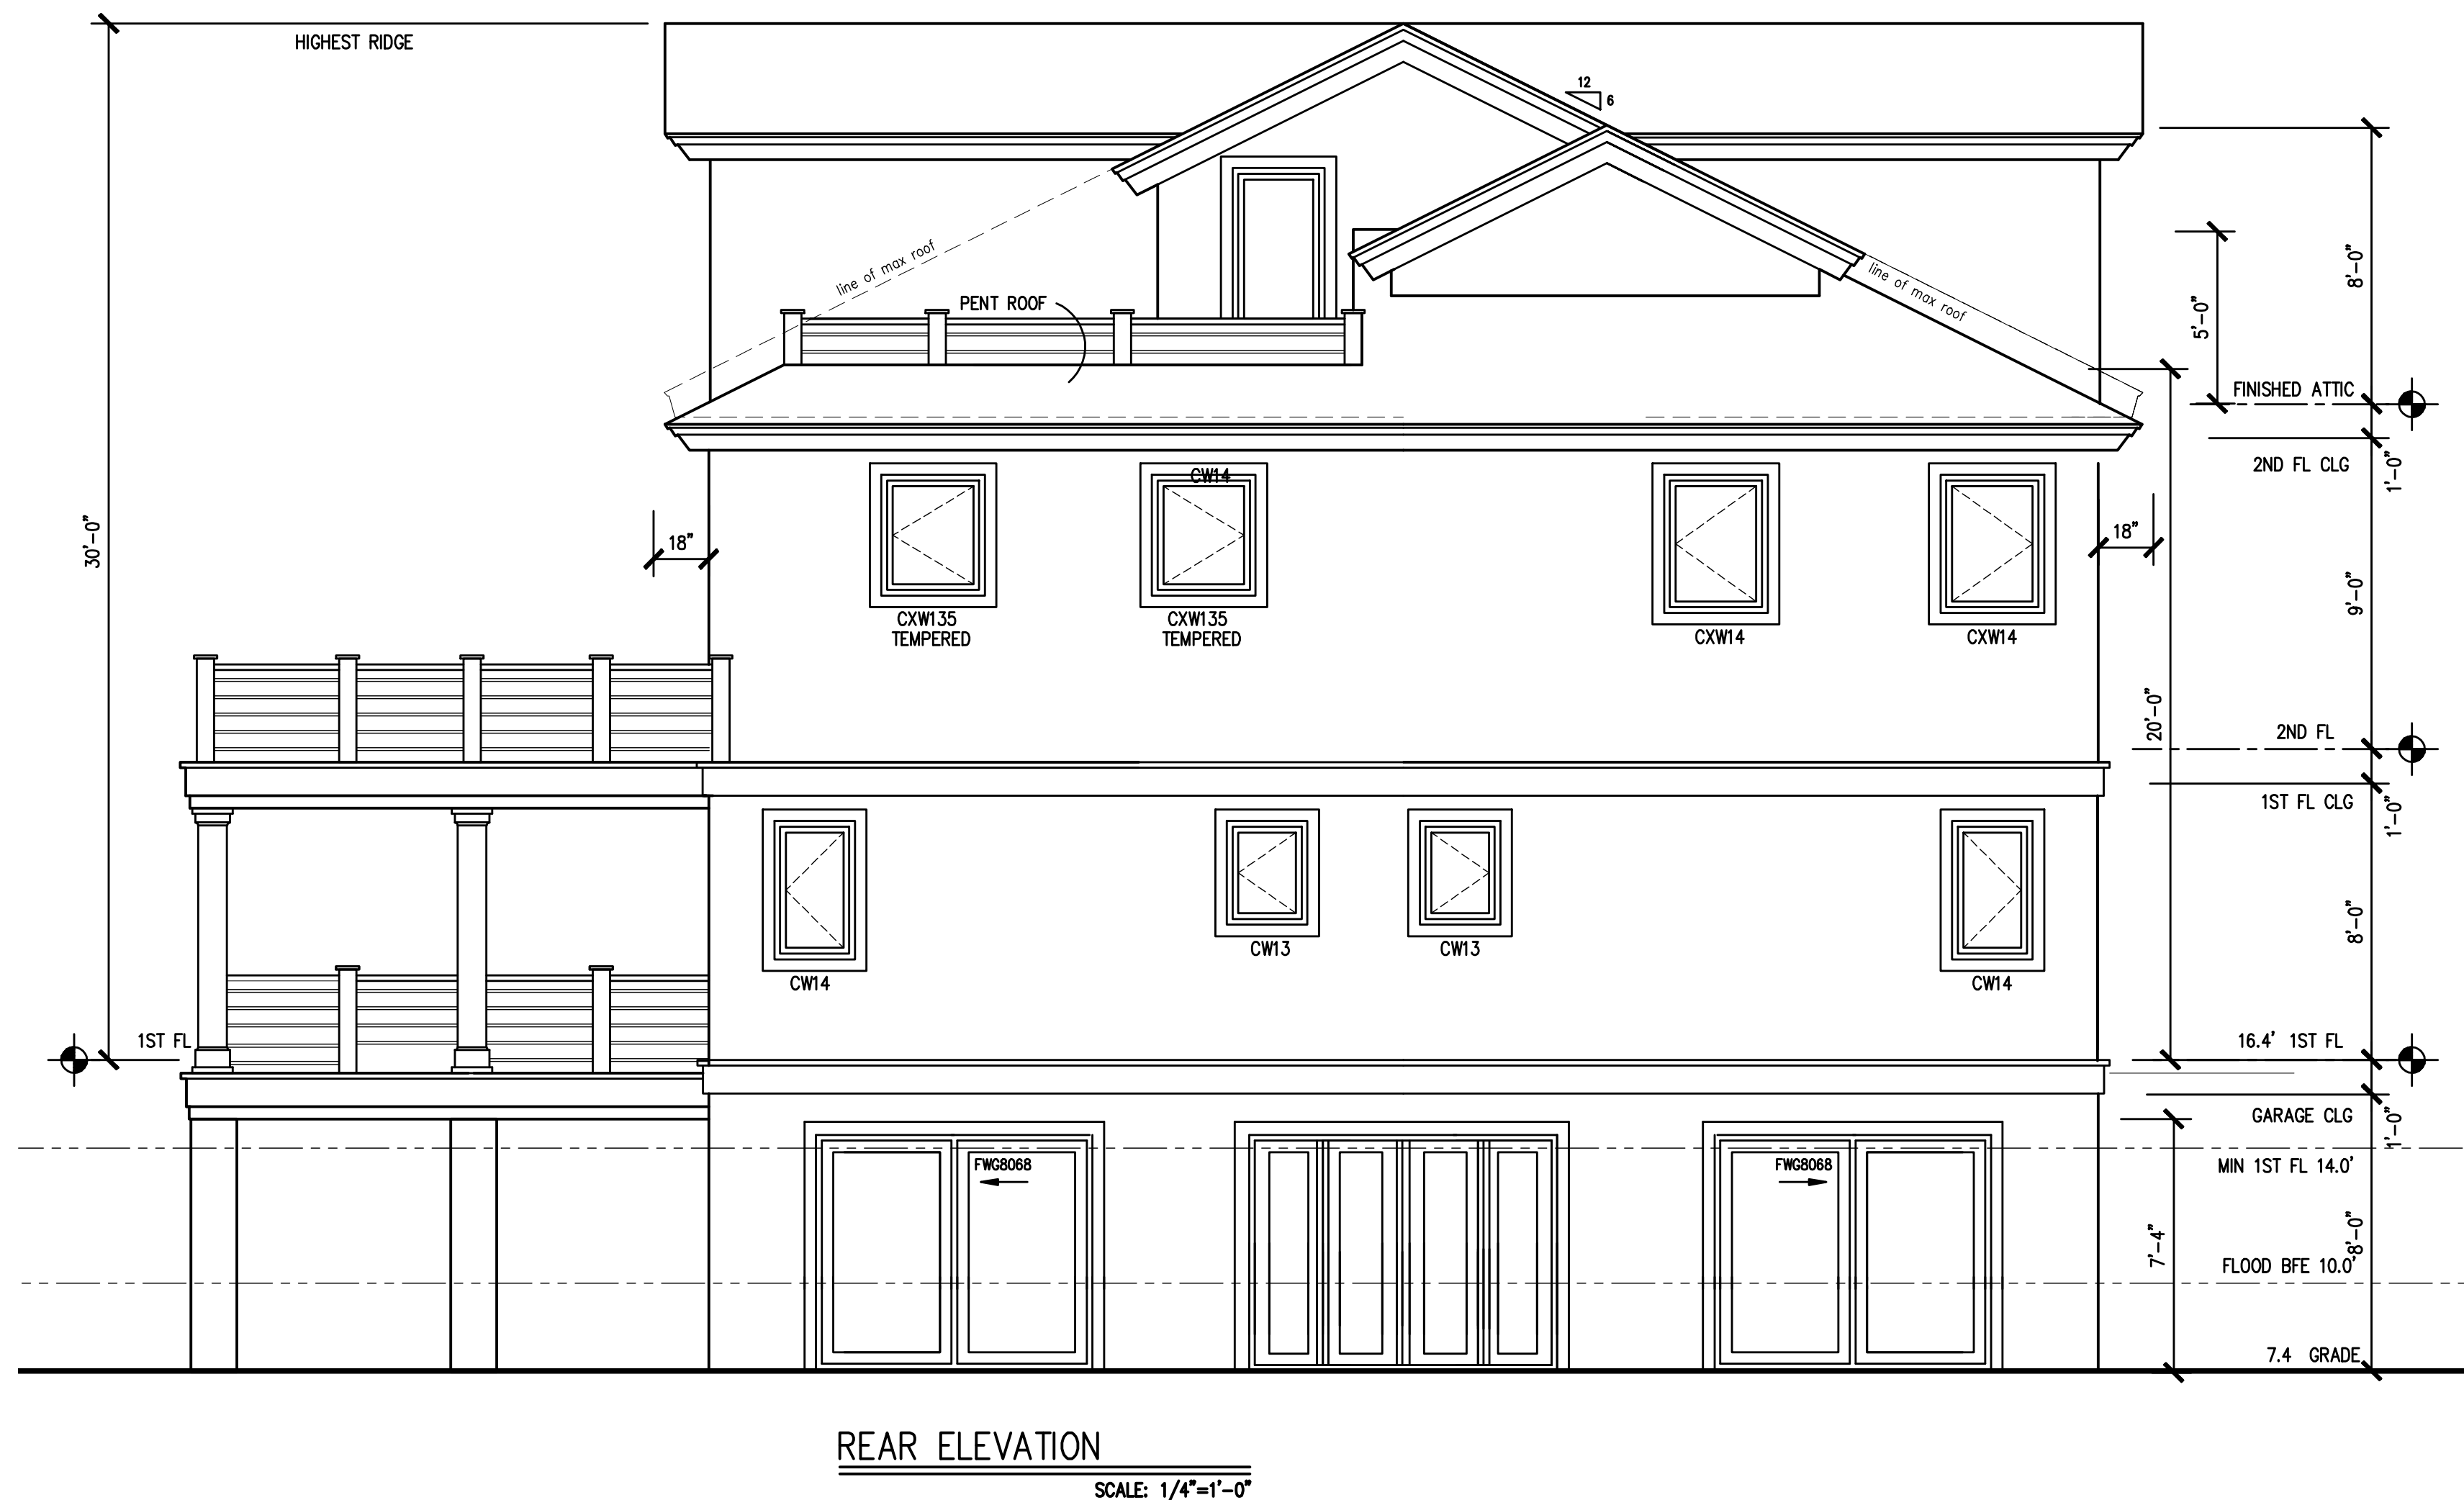 HIGHEST RIDGE
12
6
line of max roof
PENT ROOF
line of max roof
8'-0"
5'-0"
FINISHED ATTIC
2ND FL CLG
1'-0"
CW14
30'-0"
18"
18"
9'-0"
CXW135
TEMPERED
CXW135
TEMPERED
CXW14
CXW14
20'-0"
2ND FL
1ST FL CLG
1'-0"
8'-0"
CW13
CW13
CW14
CW14
1ST FL
16.4' 1ST FL
GARAGE CLG
1'-0"
FWG8068
FWG8068
MIN 1ST FL 14.0'
7'-4"
8'-0"
FLOOD BFE 10.0'
7.4 GRADE
REAR ELEVATION
SCALE: 1/4"=1'-0"